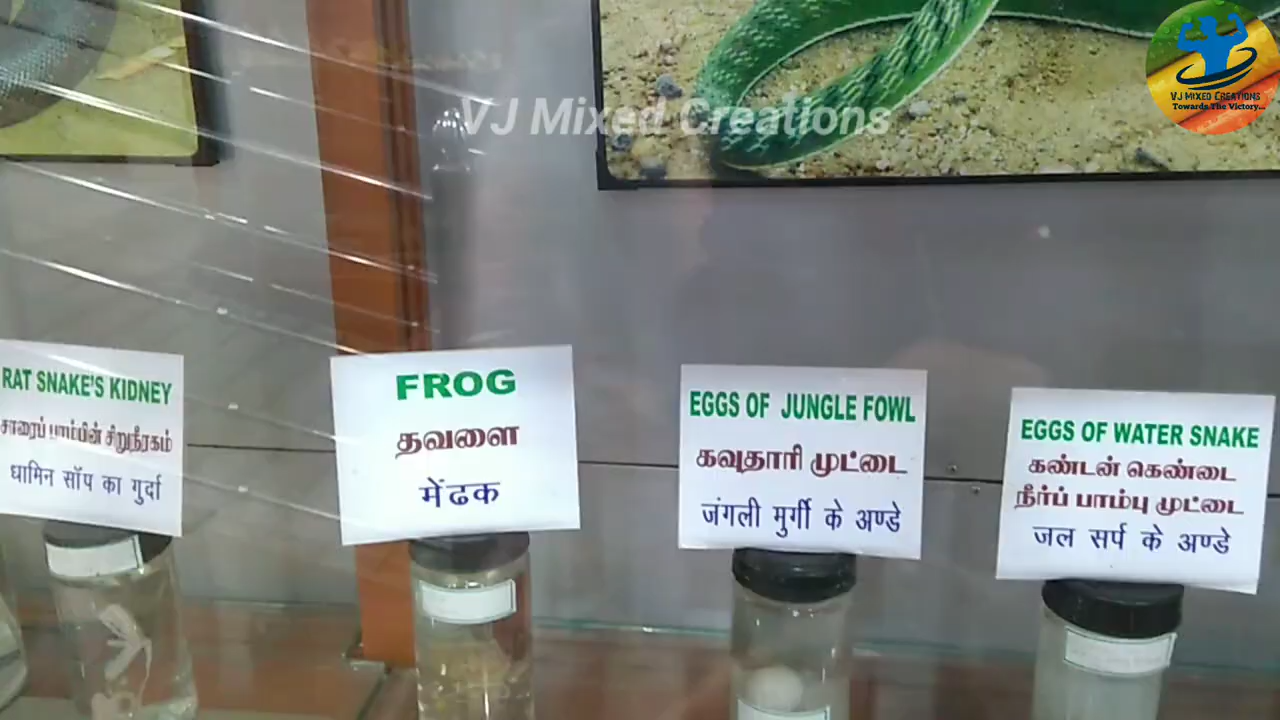 VJ Mixed Creations
VJ MIXED CREATIONS
Towards The Victory...
RAT SNAKE'S KIDNEY
சாரைப் பாம்பின் சிறுநீரகம்
धामिन सॉप का गुर्दा
FROG
தவளை
मेंढक
EGGS OF JUNGLE FOWL
கவுதாரி முட்டை
जंगली मुर्गी के अण्डे
EGGS OF WATER SNAKE
கண்டன் கெண்டை
நீர்ப் பாம்பு முட்டை
जल सर्प के अण्डे